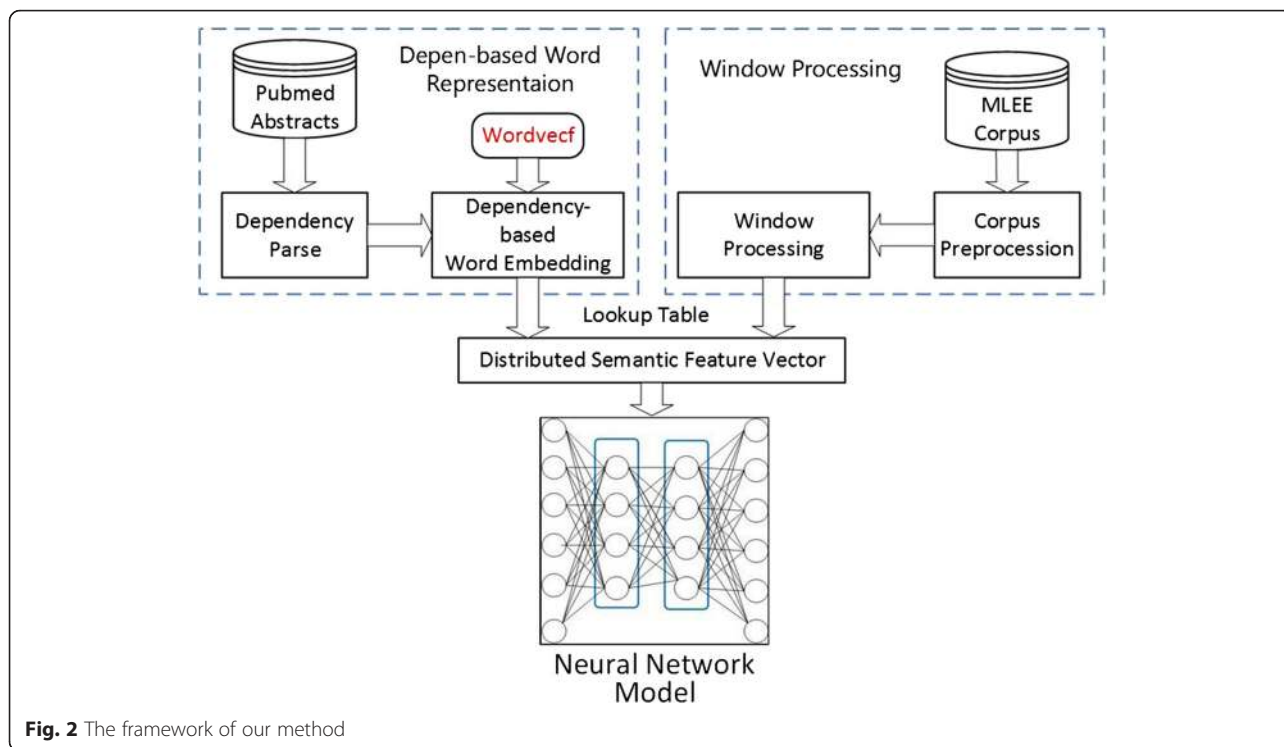 Depen-based Word
Representaion
Pubmed
Abstracts
Wordvecf
Dependency
Parse
Dependency-
based
Word Embedding
Window Processing
MLEE
Corpus
Window
Processing
Corpus
Preprocession
Lookup Table
Distributed Semantic Feature Vector
Neural Network
Model
Fig. 2 The framework of our method